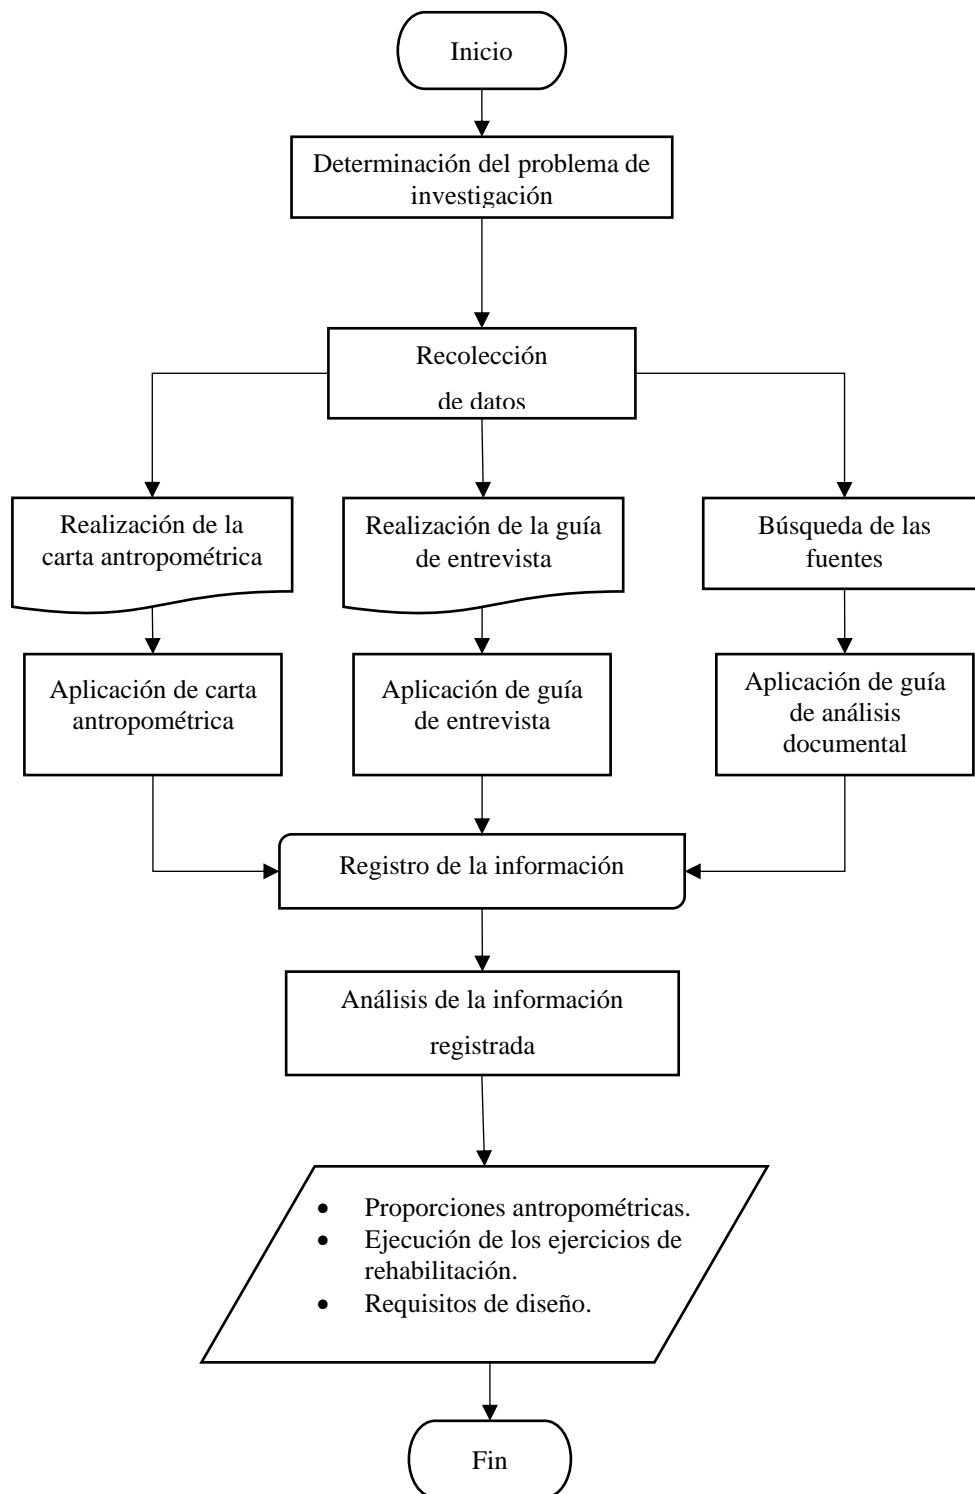 Inicio
Determinación del problema de
investigación
Recolección
de datos
Realización de la
carta antropométrica
Realización de la guía
de entrevista
Búsqueda de las
fuentes
Aplicación de carta
antropométrica
Aplicación de guía
de entrevista
Aplicación de guía
de análisis
documental
Registro de la información
Análisis de la información
registrada
• Proporciones antropométricas.
• Ejecución de los ejercicios de
rehabilitación.
• Requisitos de diseño.
Fin